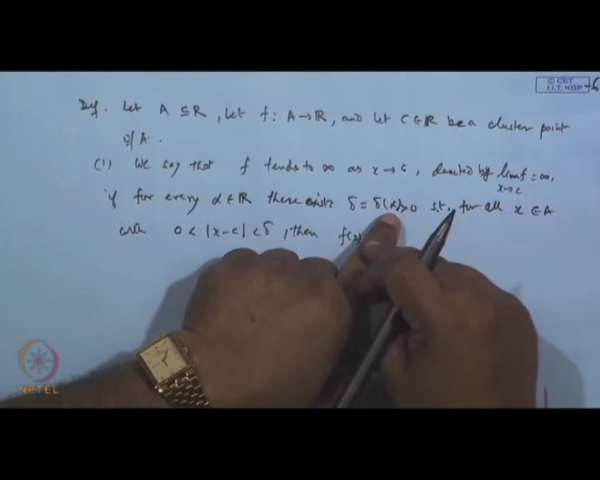 © CET
I.I.T. KGP
Def. Let A ⊆ R, Let f: A→R, and let C∈R be a cluster point
of A.
(1) We say that f tends to ∞ as x→c, denoted by lim f = ∞,
x→c
if for every α∈R there exists δ = δ(α)>0 s.t. for all x ∈ A
with 0 < |x-c| < δ, then f(x)
NPTEL